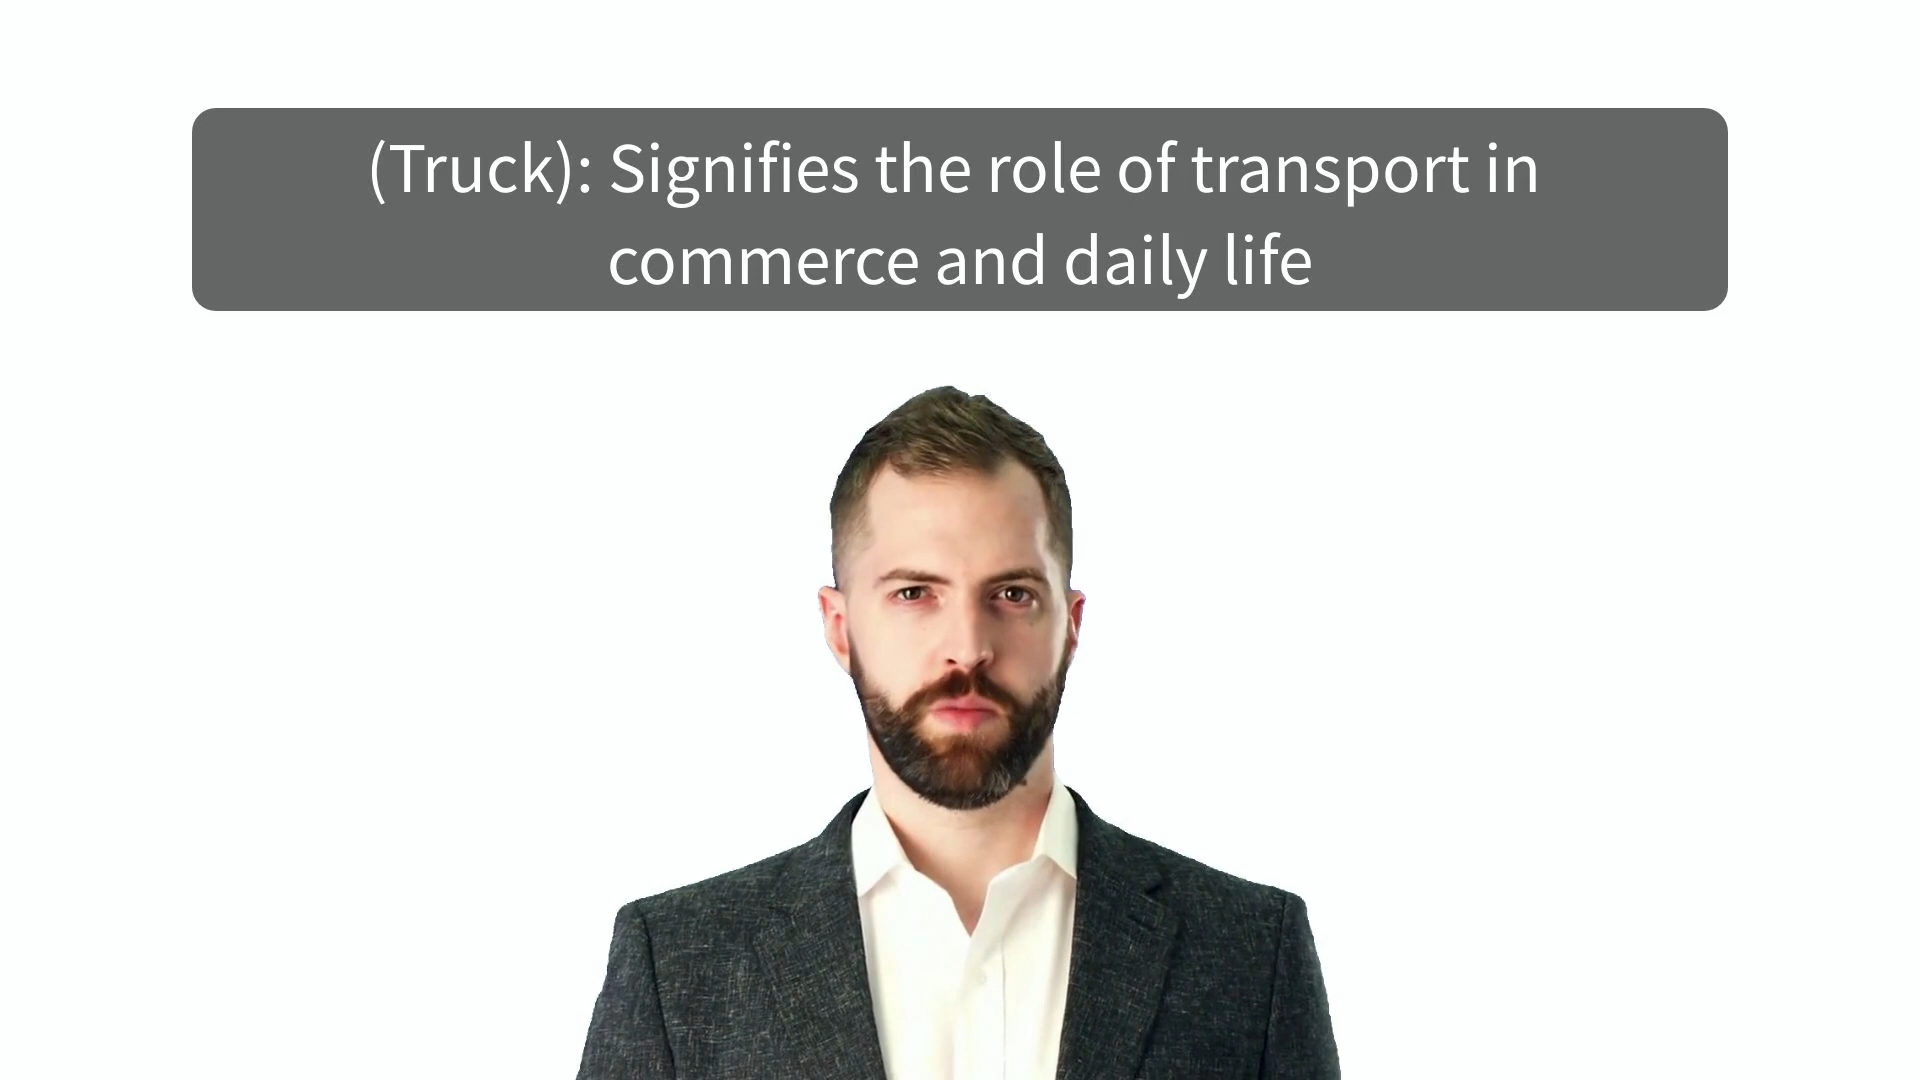 (Truck): Signifies the role of transport in
commerce and daily life